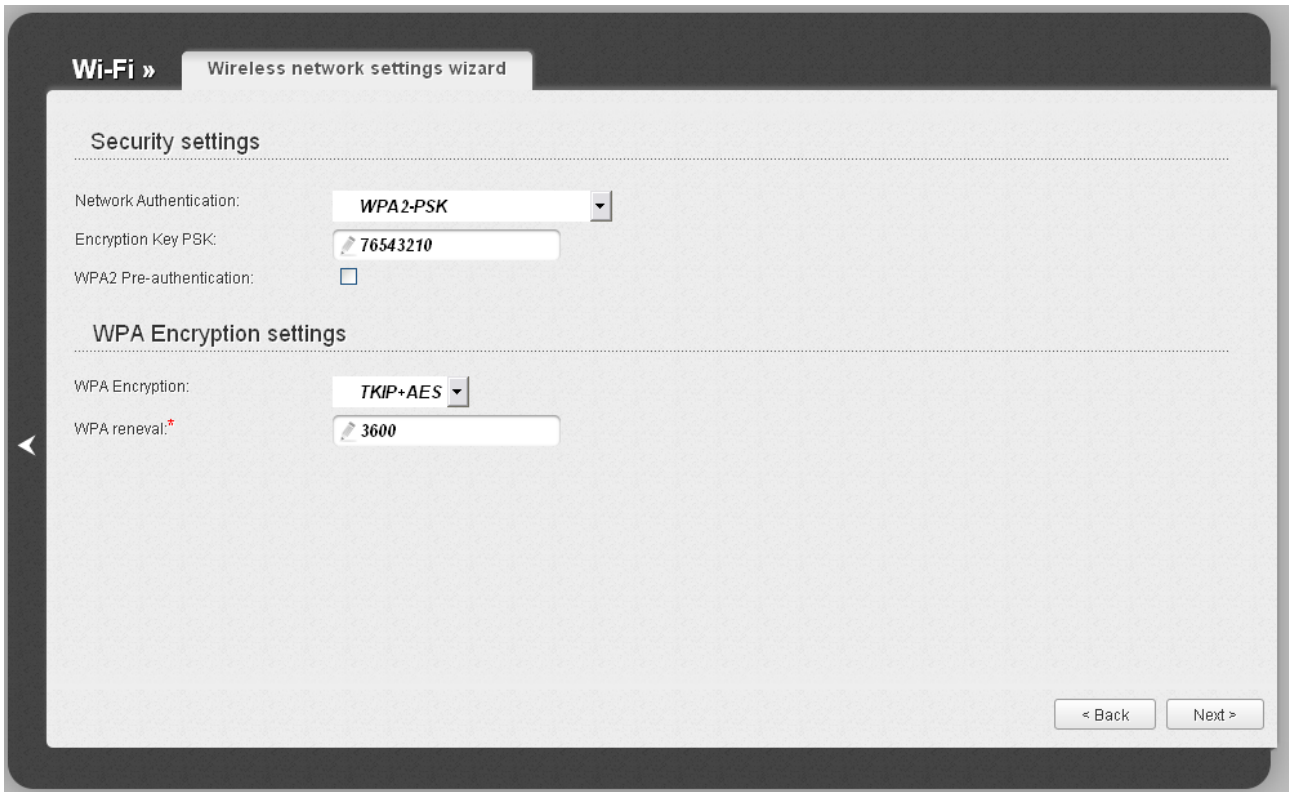 Wi-Fi » Wireless network settings wizard
Security settings
Network Authentication: WPA2-PSK
Encryption Key PSK: 76543210
WPA2 Pre-authentication:
WPA Encryption settings
WPA Encryption: TKIP+AES
WPA reneval:* 3600
< Back Next >